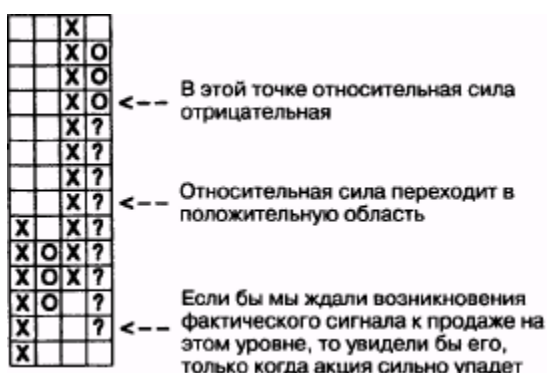 X
X O
X O
X O <-- В этой точке относительная сила
отрицательная
X ?
X ?
X ?
X ? <-- Относительная сила переходит в
положительную область
X X ?
X O X ?
X O X ?
X O ? Если бы мы ждали возникновения
X ? <-- фактического сигнала к продаже на
X этом уровне, то увидели бы его,
только когда акция сильно упадет